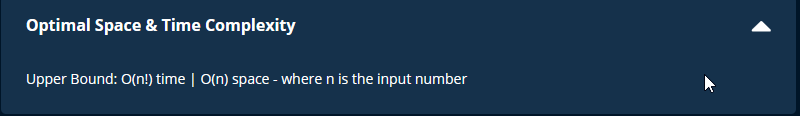 Optimal Space & Time Complexity
Upper Bound: O(n!) time | O(n) space - where n is the input number